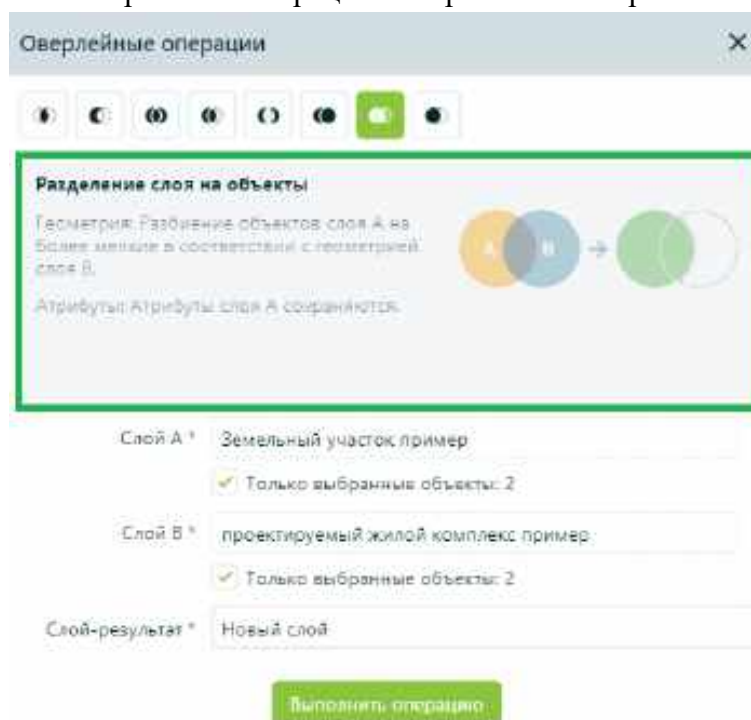 Оверлейные операции
Разделение слоя на объекты
Геометрия: Разбиение объектов слоя А на
более мелкие в соответствии с геометрией
слоя В.
A B
Атрибуты: Атрибуты слоя А сохраняются.
Слой А *
Земельный участок пример
Только выбранные объекты: 2
Слой В *
проектируемый жилой комплекс пример
Только выбранные объекты: 2
Слой-результат *
Новый слой
Выполнить операцию